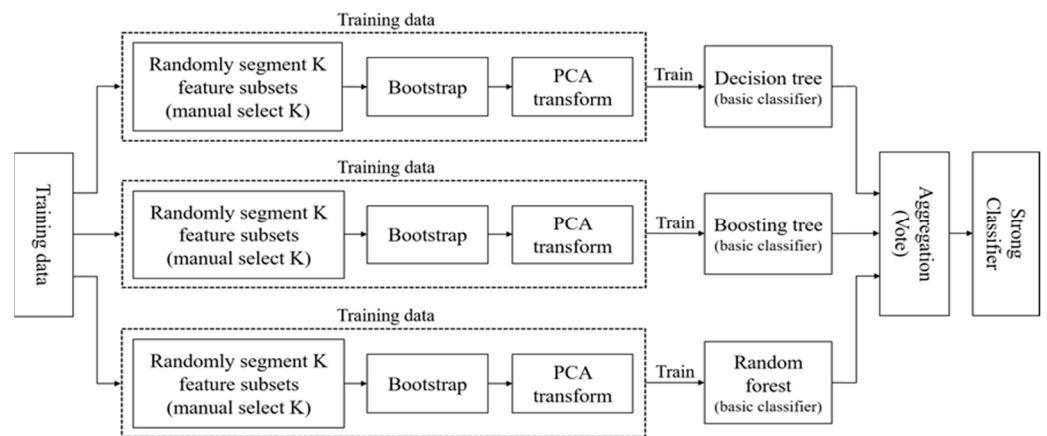 Training data
Training data
Randomly segment K
feature subsets
(manual select K)
Bootstrap
PCA
transform
Train
Decision tree
(basic classifier)
Training data
Randomly segment K
feature subsets
(manual select K)
Bootstrap
PCA
transform
Train
Boosting tree
(basic classifier)
Training data
Randomly segment K
feature subsets
(manual select K)
Bootstrap
PCA
transform
Train
Random
forest
(basic classifier)
Aggregation
(Vote)
Strong
Classifier